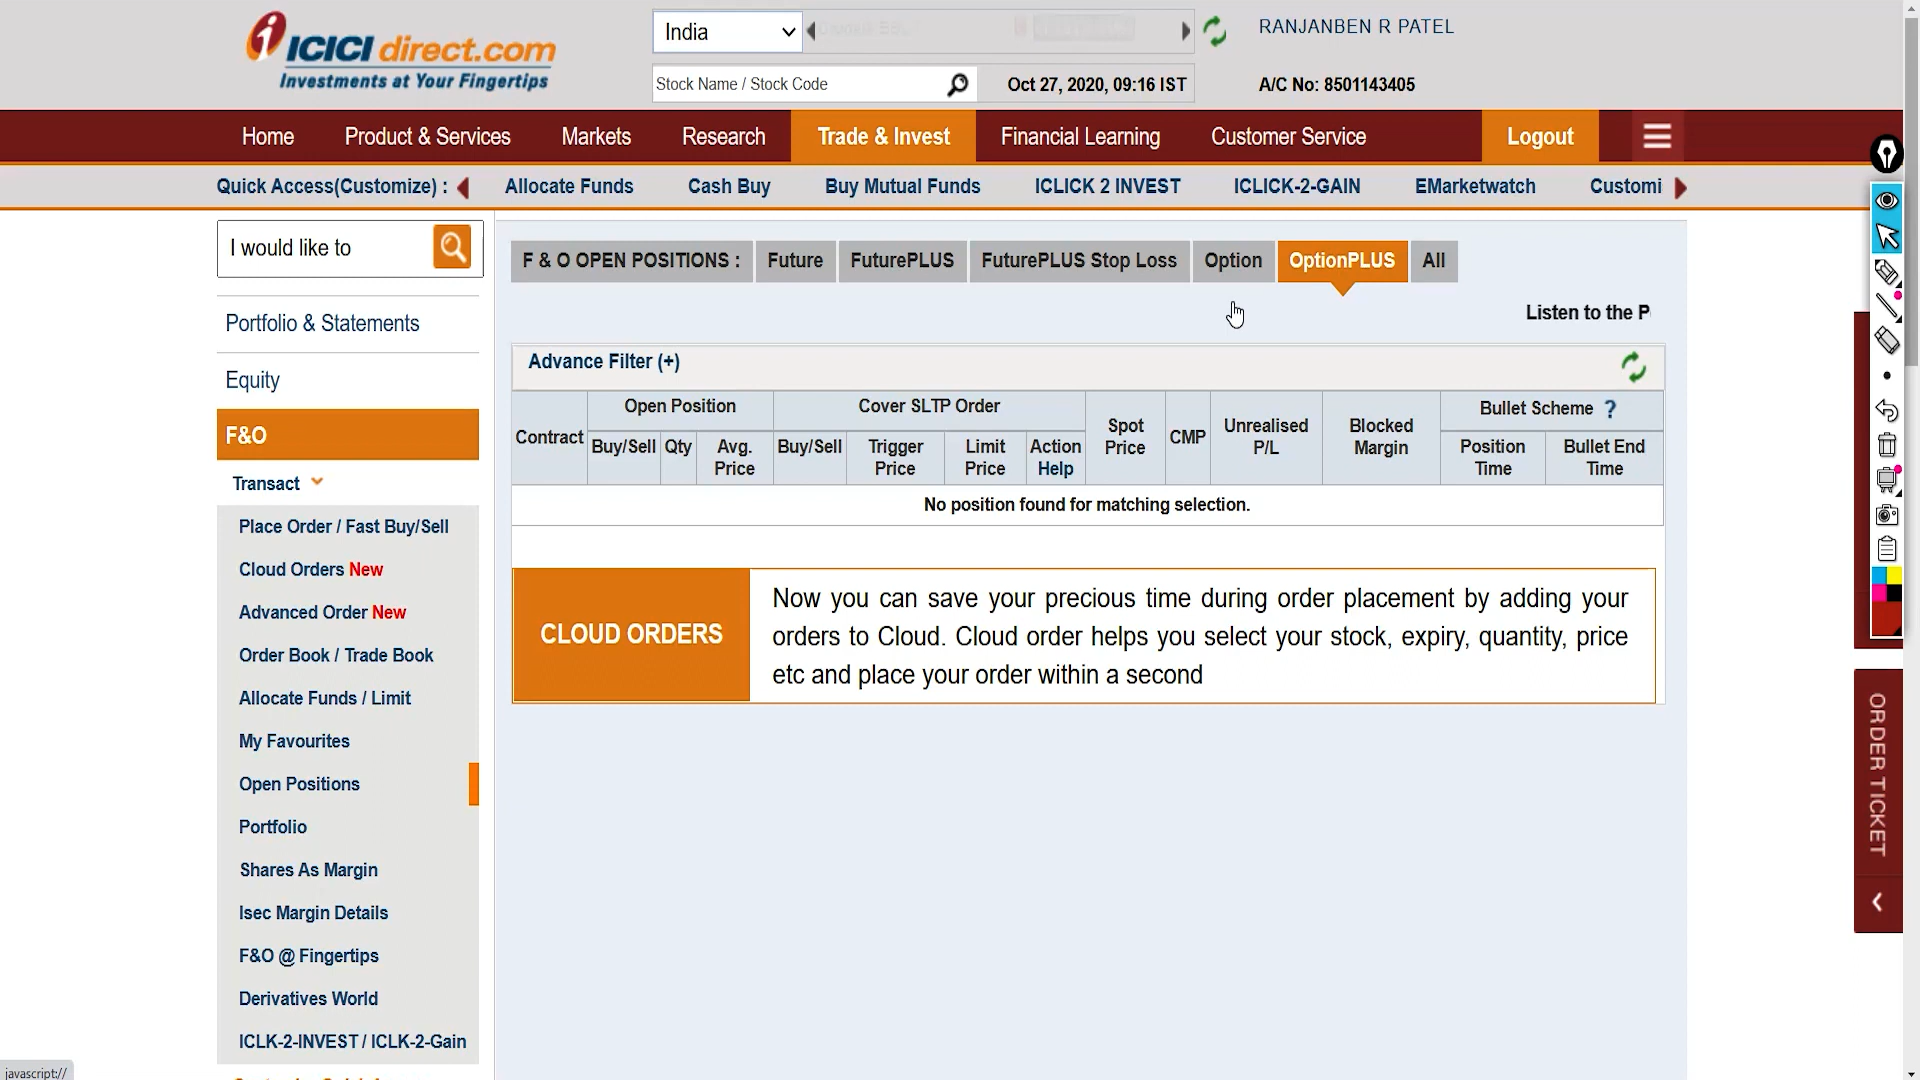 ICICI direct.com
Investments at Your Fingertips
India
RANJANBEN R PATEL
Stock Name / Stock Code
Oct 27, 2020, 09:16 IST
A/C No: 8501143405
Home
Product & Services
Markets
Research
Trade & Invest
Financial Learning
Customer Service
Logout
Quick Access(Customize) :
Allocate Funds
Cash Buy
Buy Mutual Funds
ICLICK 2 INVEST
ICLICK-2-GAIN
EMarketwatch
Customi
I would like to
Portfolio & Statements
Equity
F&O
Transact
Place Order / Fast Buy/Sell
Cloud Orders New
Advanced Order New
Order Book / Trade Book
Allocate Funds / Limit
My Favourites
Open Positions
Portfolio
Shares As Margin
Isec Margin Details
F&O @ Fingertips
Derivatives World
ICLK-2-INVEST / ICLK-2-Gain
F & O OPEN POSITIONS :
Future
FuturePLUS
FuturePLUS Stop Loss
Option
OptionPLUS
All
Listen to the P
Advance Filter (+)
Contract
Open Position
Buy/Sell
Qty
Avg.
Price
Cover SLTP Order
Buy/Sell
Trigger
Price
Limit
Price
Action
Help
Spot
Price
CMP
Unrealised
P/L
Blocked
Margin
Bullet Scheme ?
Position
Time
Bullet End
Time
No position found for matching selection.
CLOUD ORDERS
Now you can save your precious time during order placement by adding your
orders to Cloud. Cloud order helps you select your stock, expiry, quantity, price
etc and place your order within a second
ORDER TICKET
javascript://